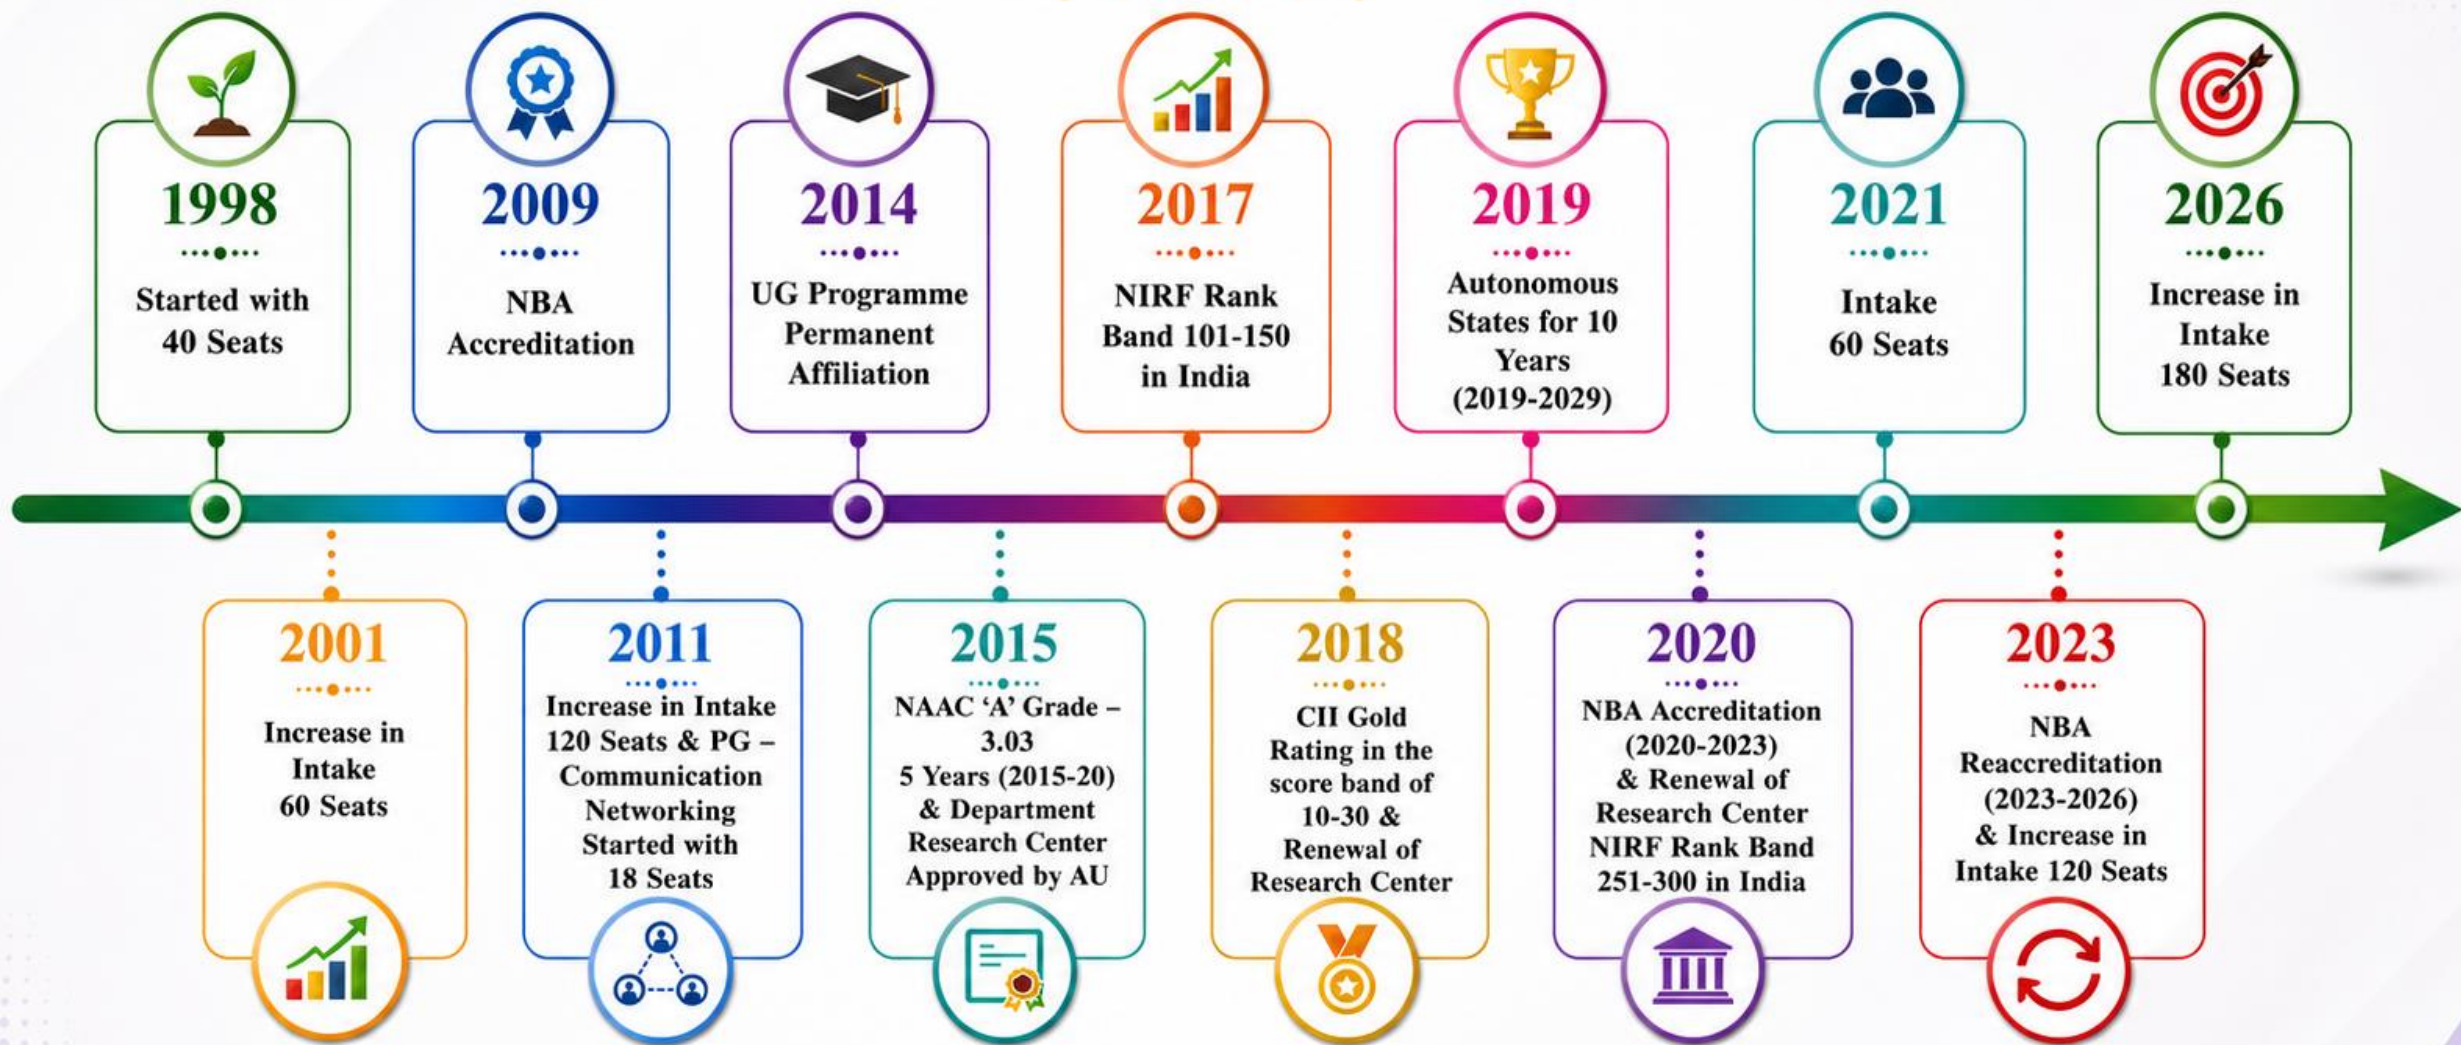 1998
Started with
40 Seats
2009
NBA
Accreditation
2014
UG Programme
Permanent
Affiliation
2017
NIRF Rank
Band 101-150
in India
2019
Autonomous
States for 10
Years
(2019-2029)
2021
Intake
60 Seats
2026
Increase in
Intake
180 Seats
2001
Increase in
Intake
60 Seats
2011
Increase in Intake
120 Seats & PG –
Communication
Networking
Started with
18 Seats
2015
NAAC ‘A’ Grade –
3.03
5 Years (2015-20)
& Department
Research Center
Approved by AU
2018
CII Gold
Rating in the
score band of
10-30 &
Renewal of
Research Center
2020
NBA Accreditation
(2020-2023)
& Renewal of
Research Center
NIRF Rank Band
251-300 in India
2023
NBA
Reaccreditation
(2023-2026)
& Increase in
Intake 120 Seats